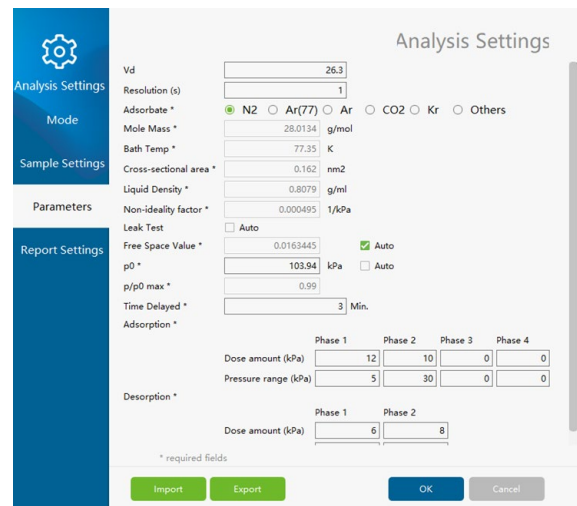 Analysis Settings
Analysis Settings
Mode
Sample Settings
Parameters
Report Settings
Vd 26.3
Resolution (s) 1
Adsorbate * N2 Ar(77) Ar CO2 Kr Others
Mole Mass * 28.0134 g/mol
Bath Temp * 77.35 K
Cross-sectional area * 0.162 nm2
Liquid Density * 0.8079 g/ml
Non-ideality factor * 0.000495 1/kPa
Leak Test Auto
Free Space Value * 0.0163445 Auto
p0 * 103.94 kPa Auto
p/p0 max * 0.99
Time Delayed * 3 Min.
Adsorption *
Phase 1 Phase 2 Phase 3 Phase 4
Dose amount (kPa) 12 10 0 0
Pressure range (kPa) 5 30 0 0
Desorption *
Phase 1 Phase 2
Dose amount (kPa) 6 8
* required fields
Import Export OK Cancel